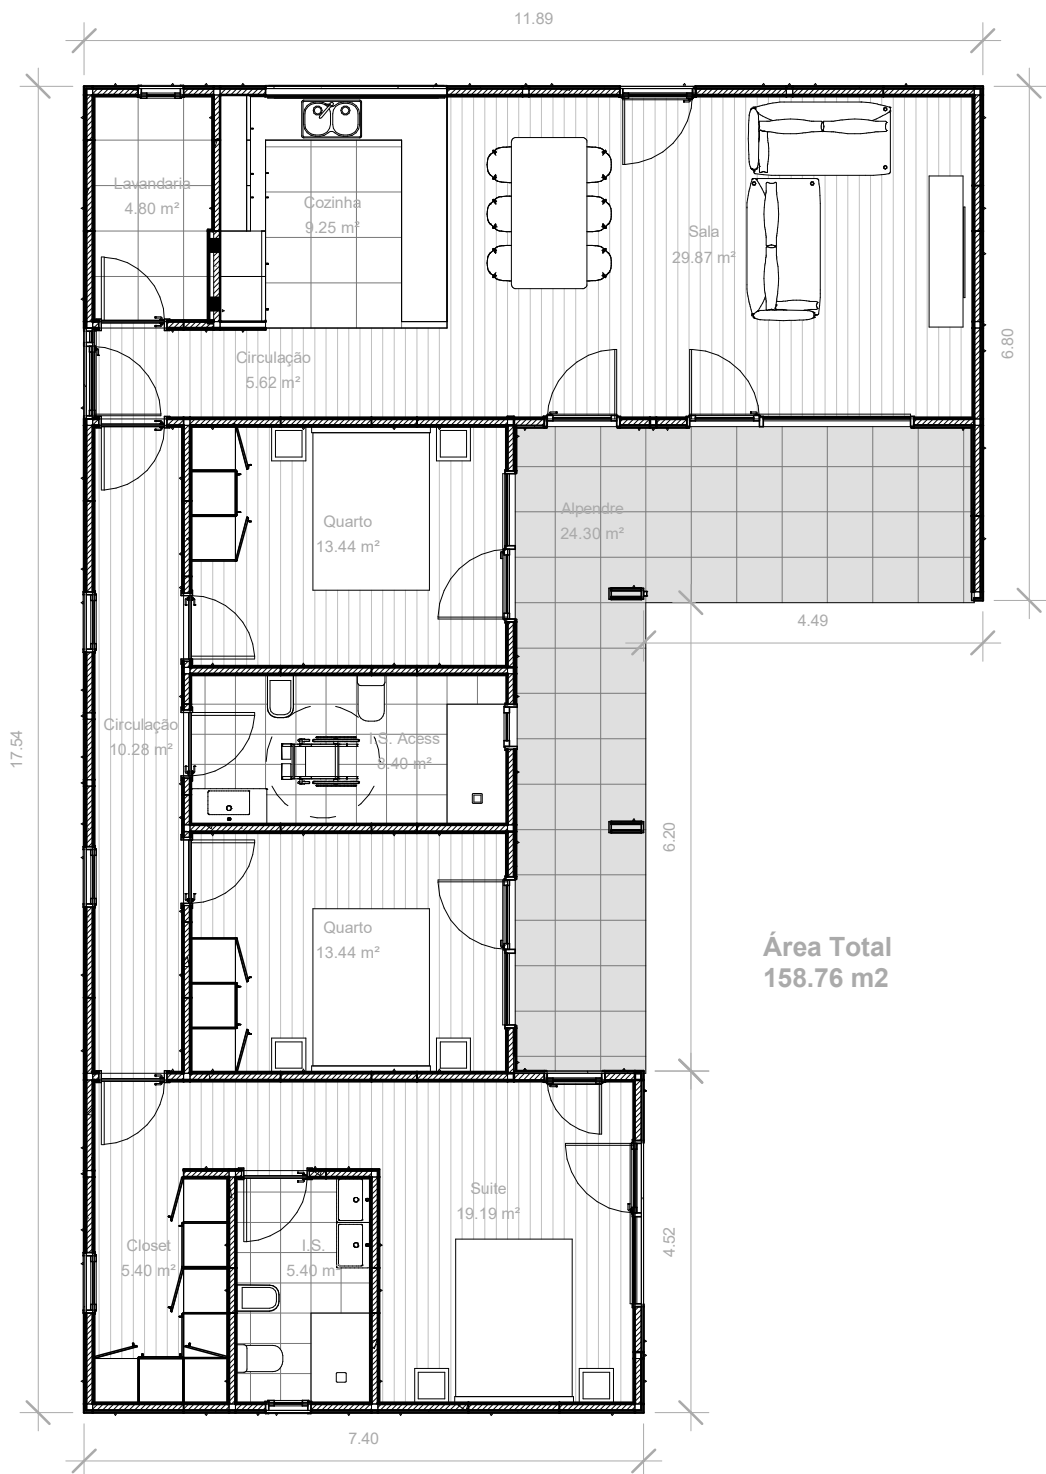 11.89
Lavandaria
4.80 m²
Cozinha
9.25 m²
Sala
29.87 m²
6.80
Circulação
5.62 m²
Quarto
13.44 m²
Alpendre
24.30 m²
4.49
17.54
Circulação
10.28 m²
I.S. Acess
8.40 m²
6.20
Quarto
13.44 m²
Área Total
158.76 m2
Suite
19.19 m²
Closet
5.40 m²
I.S.
5.40 m²
4.52
7.40